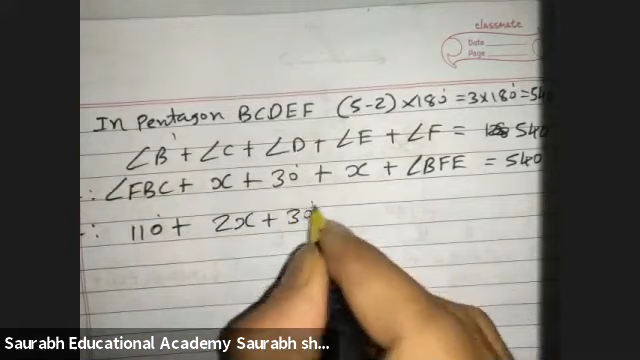 classmate
Date
Page
In Pentagon BCDEF (5-2) ×180° = 3×180° = 540
∠B + ∠C + ∠D + ∠E + ∠F = 540
∴ ∠FBC + x + 30° + x + ∠BFE = 540
∴ 110° + 2x + 30
Saurabh Educational Academy Saurabh sh...